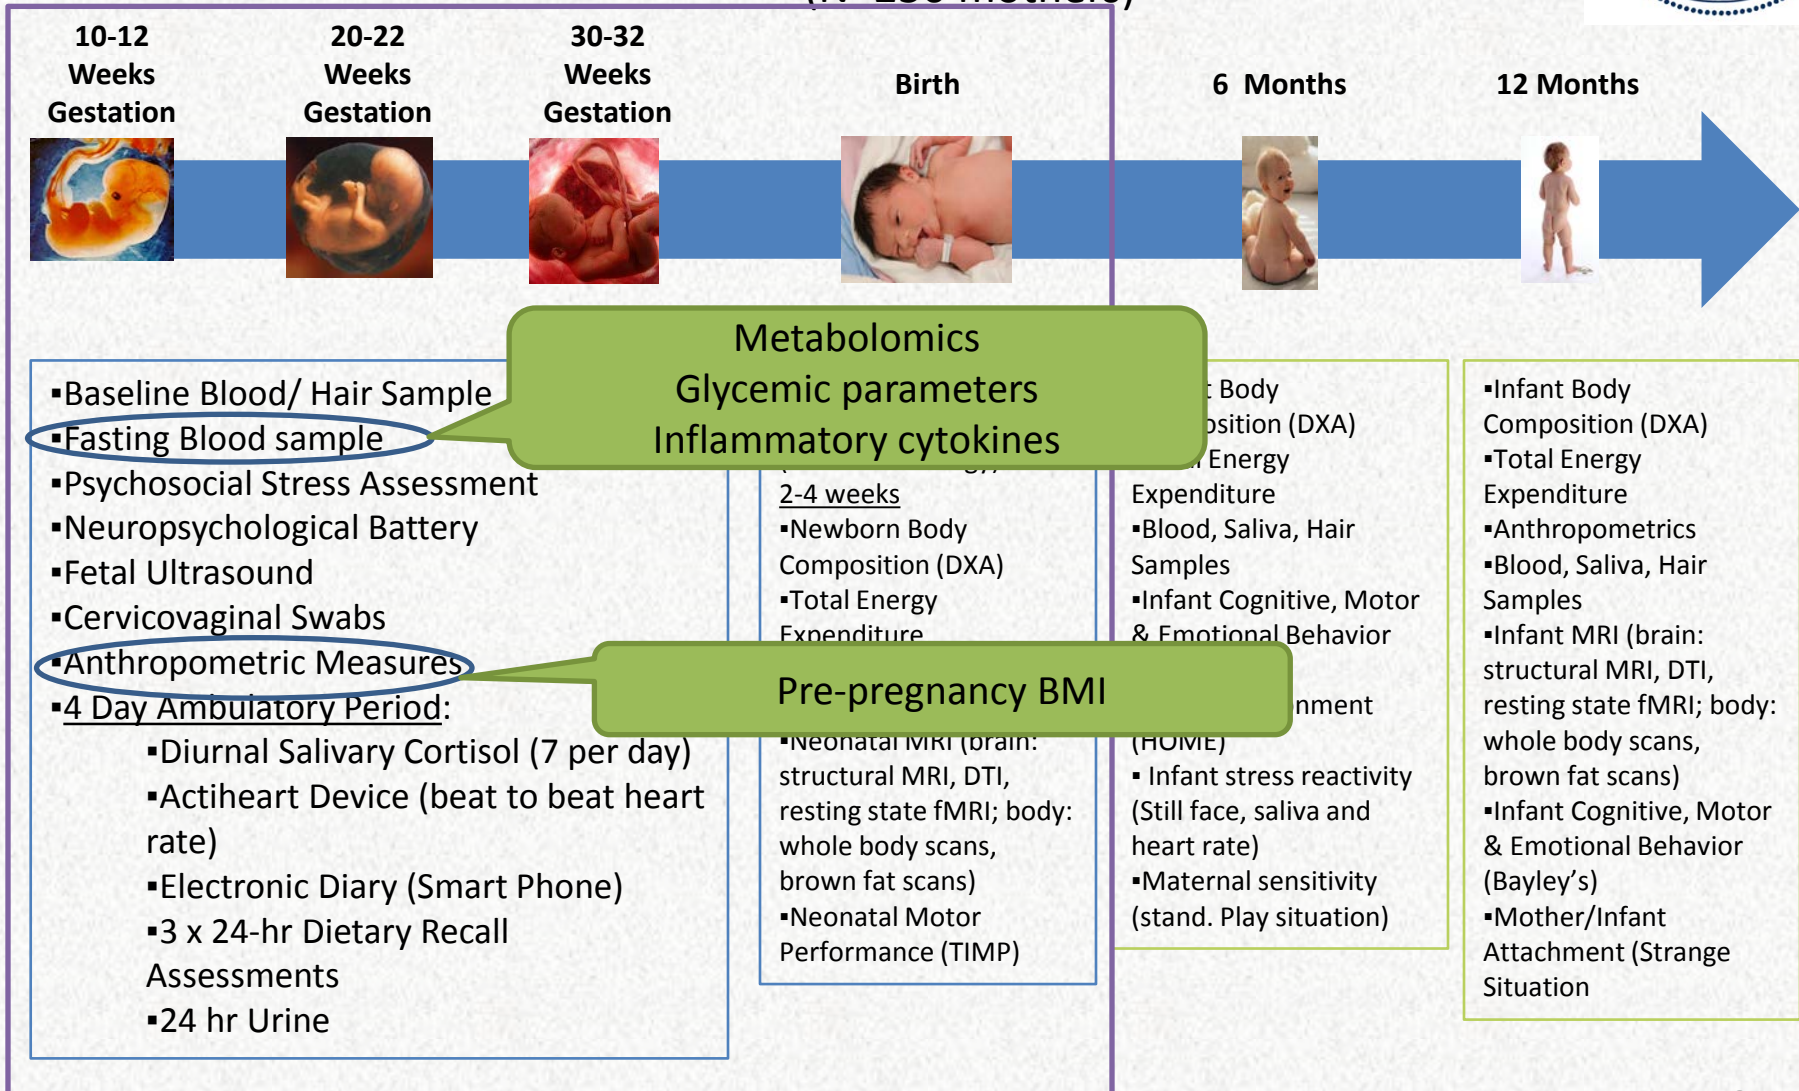 10-12
Weeks
Gestation
20-22
Weeks
Gestation
30-32
Weeks
Gestation
Birth
6 Months
12 Months
Metabolomics
Glycemic parameters
Inflammatory cytokines
▪Baseline Blood/ Hair Sample
▪Fasting Blood sample
▪Psychosocial Stress Assessment
▪Neuropsychological Battery
▪Fetal Ultrasound
▪Cervicovaginal Swabs
▪Anthropometric Measures
▪4 Day Ambulatory Period:
▪Diurnal Salivary Cortisol (7 per day)
▪Actiheart Device (beat to beat heart
rate)
▪Electronic Diary (Smart Phone)
▪3 x 24-hr Dietary Recall
Assessments
▪24 hr Urine
Pre-pregnancy BMI
2-4 weeks
▪Newborn Body
Composition (DXA)
▪Total Energy
Expenditure
▪Neonatal MRI (brain:
structural MRI, DTI,
resting state fMRI; body:
whole body scans,
brown fat scans)
▪Neonatal Motor
Performance (TIMP)
Body
(DXA)
Energy
Expenditure
▪Blood, Saliva, Hair
Samples
▪Infant Cognitive, Motor
& Emotional Behavior
(HOME)
▪ Infant stress reactivity
(Still face, saliva and
heart rate)
▪Maternal sensitivity
(stand. Play situation)
▪Infant Body
Composition (DXA)
▪Total Energy
Expenditure
▪Anthropometrics
▪Blood, Saliva, Hair
Samples
▪Infant MRI (brain:
structural MRI, DTI,
resting state fMRI; body:
whole body scans,
brown fat scans)
▪Infant Cognitive, Motor
& Emotional Behavior
(Bayley's)
▪Mother/Infant
Attachment (Strange
Situation